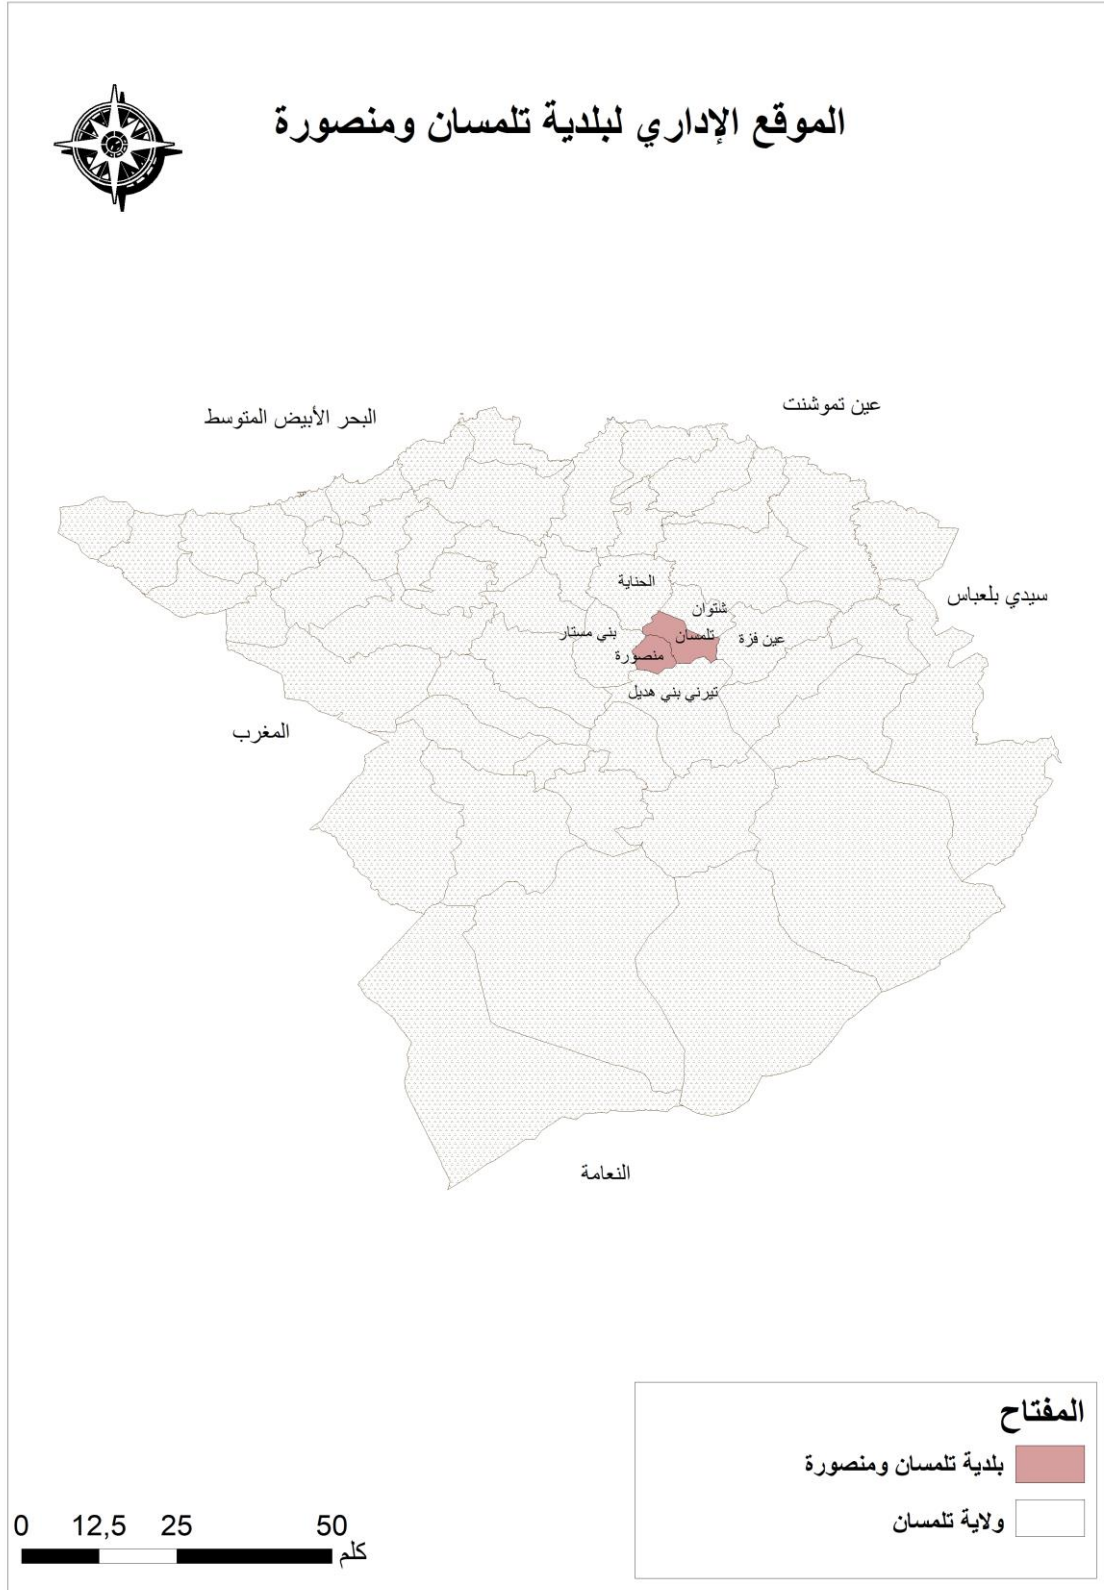 الموقع الإداري لبلدية تلمسان ومنصورة
عين تموشنت
البحر الأبيض المتوسط
الحناية
سيدي بلعباس
شتوان
بني مستار
تلمسان
عين فزة
منصورة
تيرني بني هديل
المغرب
النعامة
المفتاح
بلدية تلمسان ومنصورة
ولاية تلمسان
0 12,5 25 50
كلم